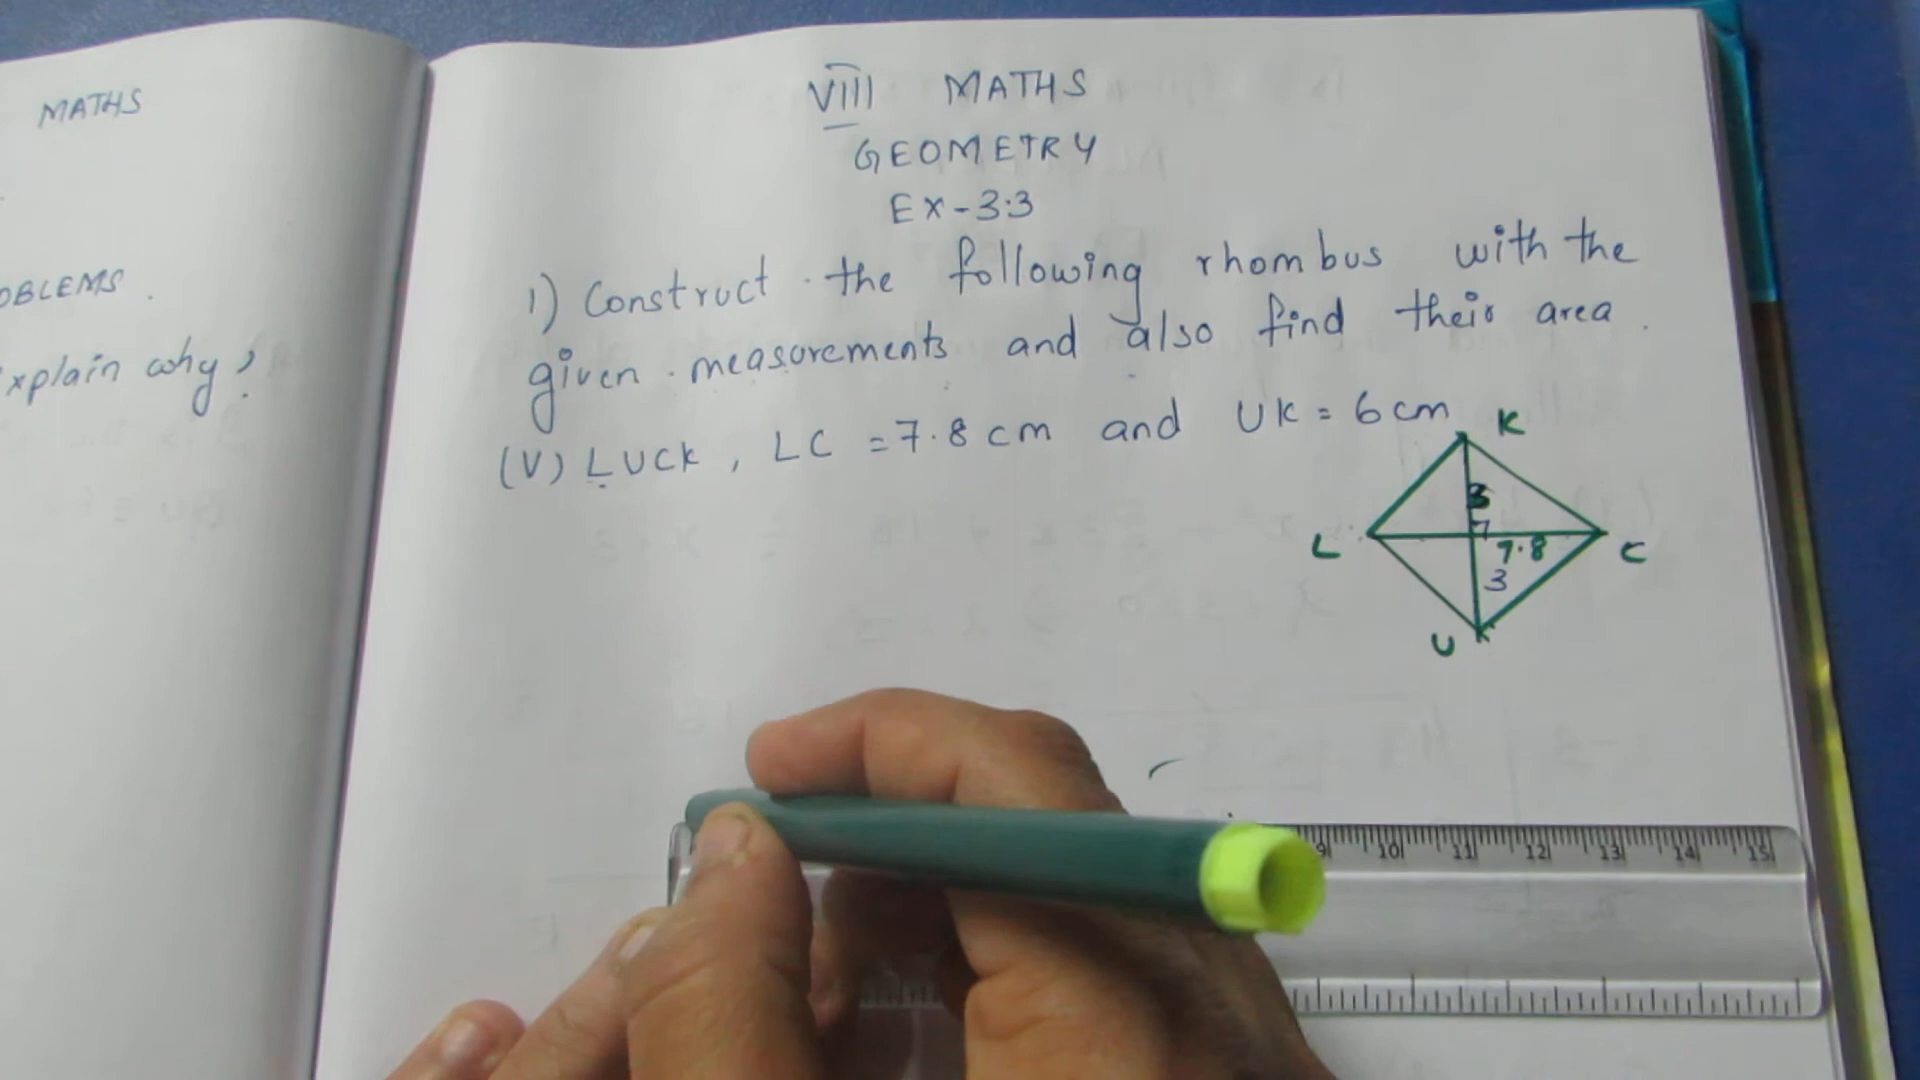 MATHS
OBLEMS
xplain why?
VIII MATHS
GEOMETRY
EX-3.3
1) Construct the following rhombus with the
given measurements and also find their area.
(V) LUCK, LC = 7.8 cm and UK = 6 cm
K
3
L
7.8
C
3
U
9 10 11 12 13 14 15